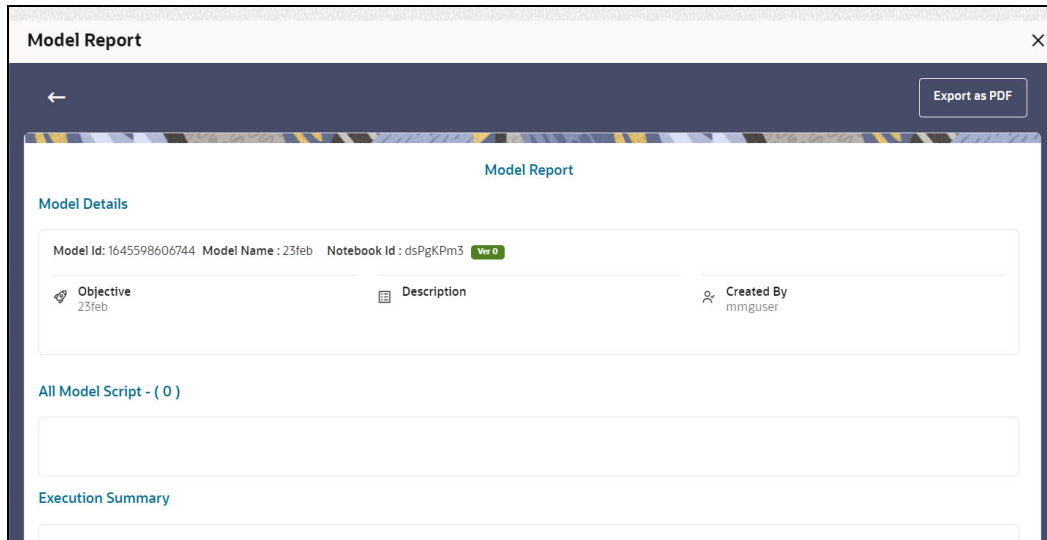 Model Report
Export as PDF
Model Report
Model Details
Model Id: 1645598606744 Model Name : 23feb Notebook Id : dsPgKPm3 Ver 0
Objective Description Created By
23feb mmguser
All Model Script - ( 0 )
Execution Summary